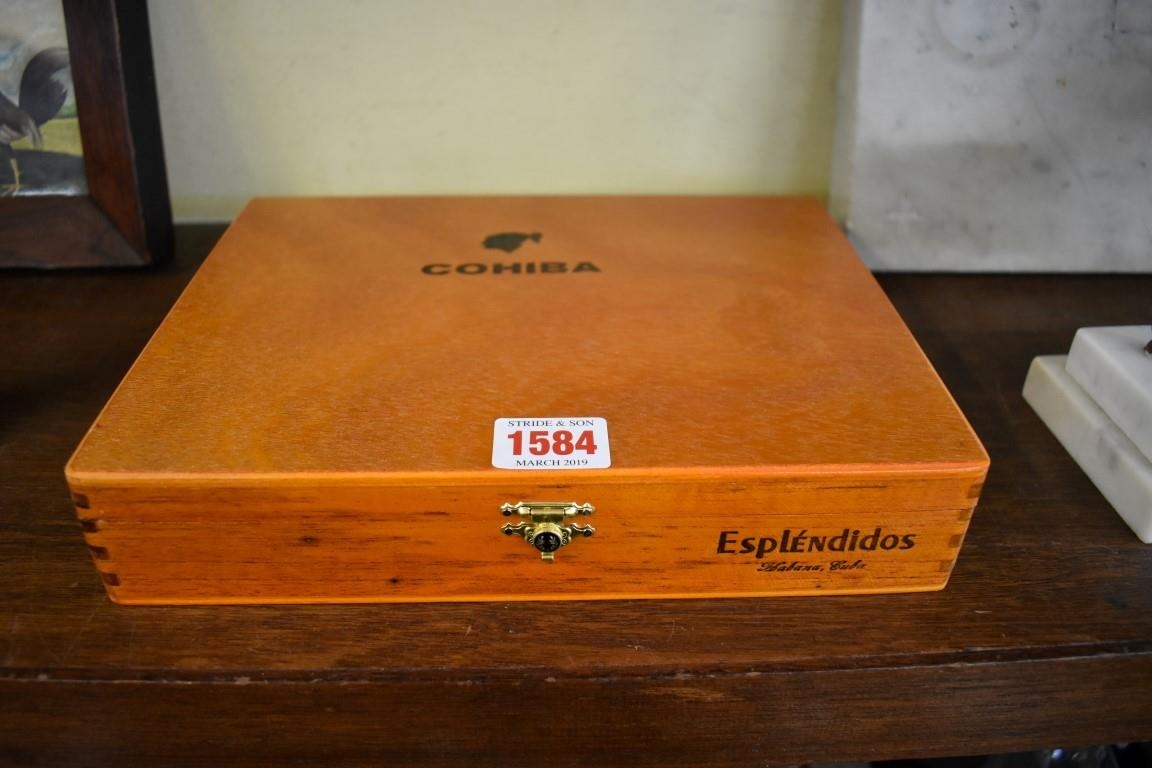 COHIBA
STRIDE & SON
1584
MARCH 2019
EsplÉNdidos
Habana, Cuba